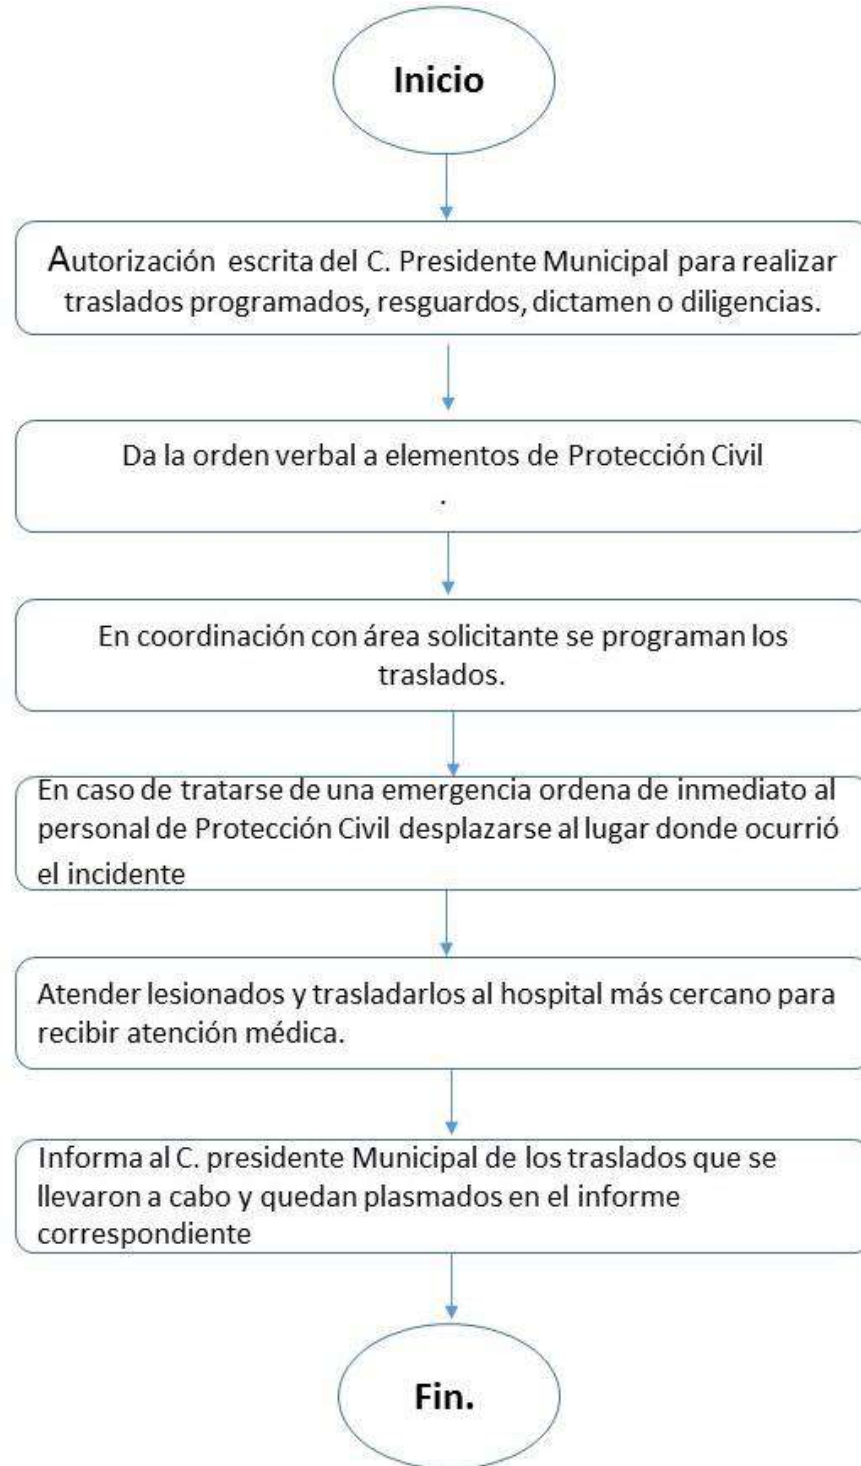 Inicio
Autorización escrita del C. Presidente Municipal para realizar
traslados programados, resguardos, dictamen o diligencias.
Da la orden verbal a elementos de Protección Civil
.
En coordinación con área solicitante se programan los
traslados.
En caso de tratarse de una emergencia ordena de inmediato al
personal de Protección Civil desplazarse al lugar donde ocurrió
el incidente
Atender lesionados y trasladarlos al hospital más cercano para
recibir atención médica.
Informa al C. presidente Municipal de los traslados que se
llevaron a cabo y quedan plasmados en el informe
correspondiente
Fin.